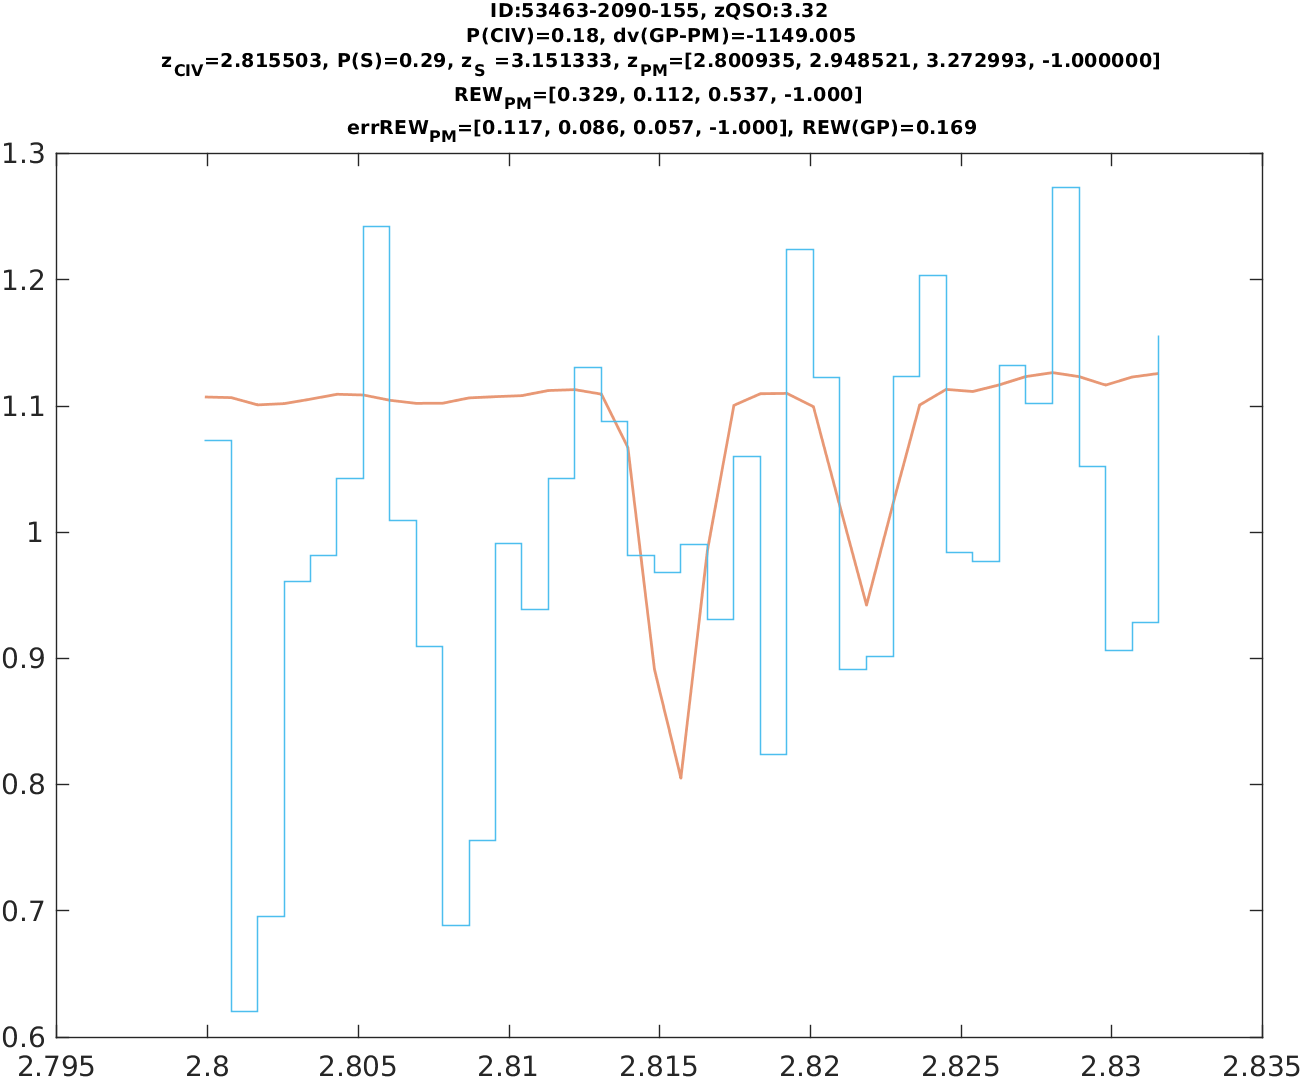 ID:53463-2090-155, zQSO:3.32
P(CIV)=0.18, dv(GP-PM)=-1149.005
zCIV=2.815503, P(S)=0.29, zS =3.151333, zPM=[2.800935, 2.948521, 3.272993, -1.000000]
REWPM=[0.329, 0.112, 0.537, -1.000]
errREWPM=[0.117, 0.086, 0.057, -1.000], REW(GP)=0.169
1.3
1.2
1.1
1
0.9
0.8
0.7
0.6
2.795 2.8 2.805 2.81 2.815 2.82 2.825 2.83 2.835